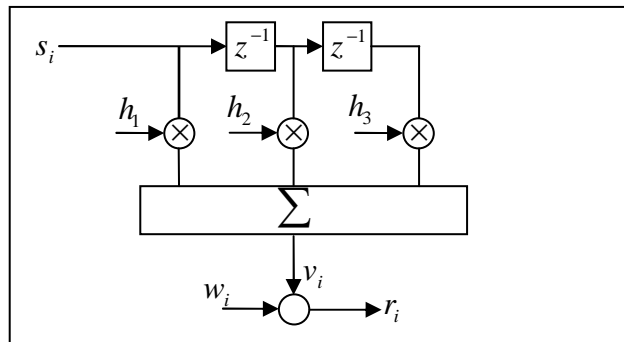 s_i z^{-1} z^{-1}
h_1 × h_2 × h_3 ×
Σ
v_i
w_i r_i